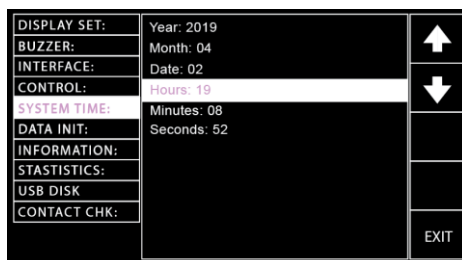 DISPLAY SET:
BUZZER:
INTERFACE:
CONTROL:
SYSTEM TIME:
DATA INIT:
INFORMATION:
STASTISTICS:
USB DISK
CONTACT CHK:
Year: 2019
Month: 04
Date: 02
Hours: 19
Minutes: 08
Seconds: 52
EXIT